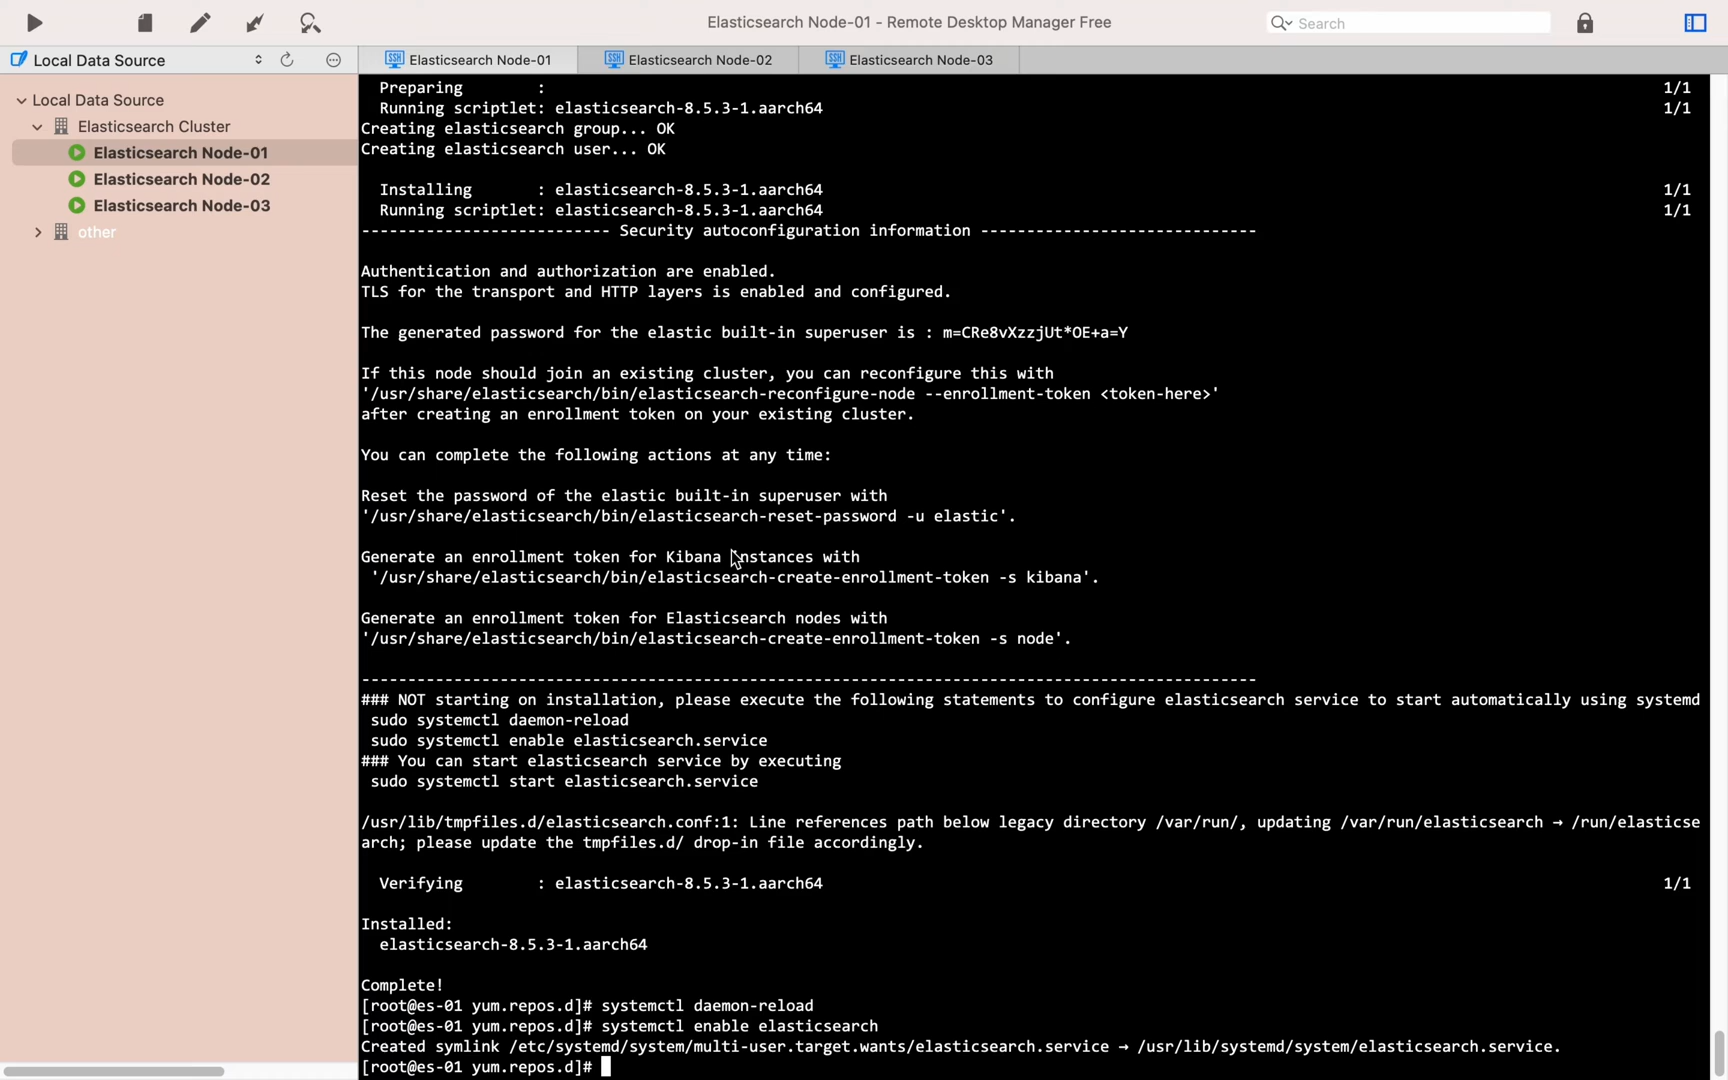 Elasticsearch Node-01 - Remote Desktop Manager Free
Search
Local Data Source
Elasticsearch Node-01
Elasticsearch Node-02
Elasticsearch Node-03
Local Data Source
Elasticsearch Cluster
Elasticsearch Node-01
Elasticsearch Node-02
Elasticsearch Node-03
other
Preparing : 1/1
Running scriptlet: elasticsearch-8.5.3-1.aarch64 1/1
Creating elasticsearch group... OK
Creating elasticsearch user... OK
Installing : elasticsearch-8.5.3-1.aarch64 1/1
Running scriptlet: elasticsearch-8.5.3-1.aarch64 1/1
--------------------------- Security autoconfiguration information ------------------------------
Authentication and authorization are enabled.
TLS for the transport and HTTP layers is enabled and configured.
The generated password for the elastic built-in superuser is : m=CRe8vXzzjUt*OE+a=Y
If this node should join an existing cluster, you can reconfigure this with
'/usr/share/elasticsearch/bin/elasticsearch-reconfigure-node --enrollment-token <token-here>'
after creating an enrollment token on your existing cluster.
You can complete the following actions at any time:
Reset the password of the elastic built-in superuser with
'/usr/share/elasticsearch/bin/elasticsearch-reset-password -u elastic'.
Generate an enrollment token for Kibana instances with
'/usr/share/elasticsearch/bin/elasticsearch-create-enrollment-token -s kibana'.
Generate an enrollment token for Elasticsearch nodes with
'/usr/share/elasticsearch/bin/elasticsearch-create-enrollment-token -s node'.
-------------------------------------------------------------------------------------------------
### NOT starting on installation, please execute the following statements to configure elasticsearch service to start automatically using systemd
sudo systemctl daemon-reload
sudo systemctl enable elasticsearch.service
### You can start elasticsearch service by executing
sudo systemctl start elasticsearch.service
/usr/lib/tmpfiles.d/elasticsearch.conf:1: Line references path below legacy directory /var/run/, updating /var/run/elasticsearch → /run/elasticse
arch; please update the tmpfiles.d/ drop-in file accordingly.
Verifying : elasticsearch-8.5.3-1.aarch64 1/1
Installed:
elasticsearch-8.5.3-1.aarch64
Complete!
[root@es-01 yum.repos.d]# systemctl daemon-reload
[root@es-01 yum.repos.d]# systemctl enable elasticsearch
Created symlink /etc/systemd/system/multi-user.target.wants/elasticsearch.service → /usr/lib/systemd/system/elasticsearch.service.
[root@es-01 yum.repos.d]#